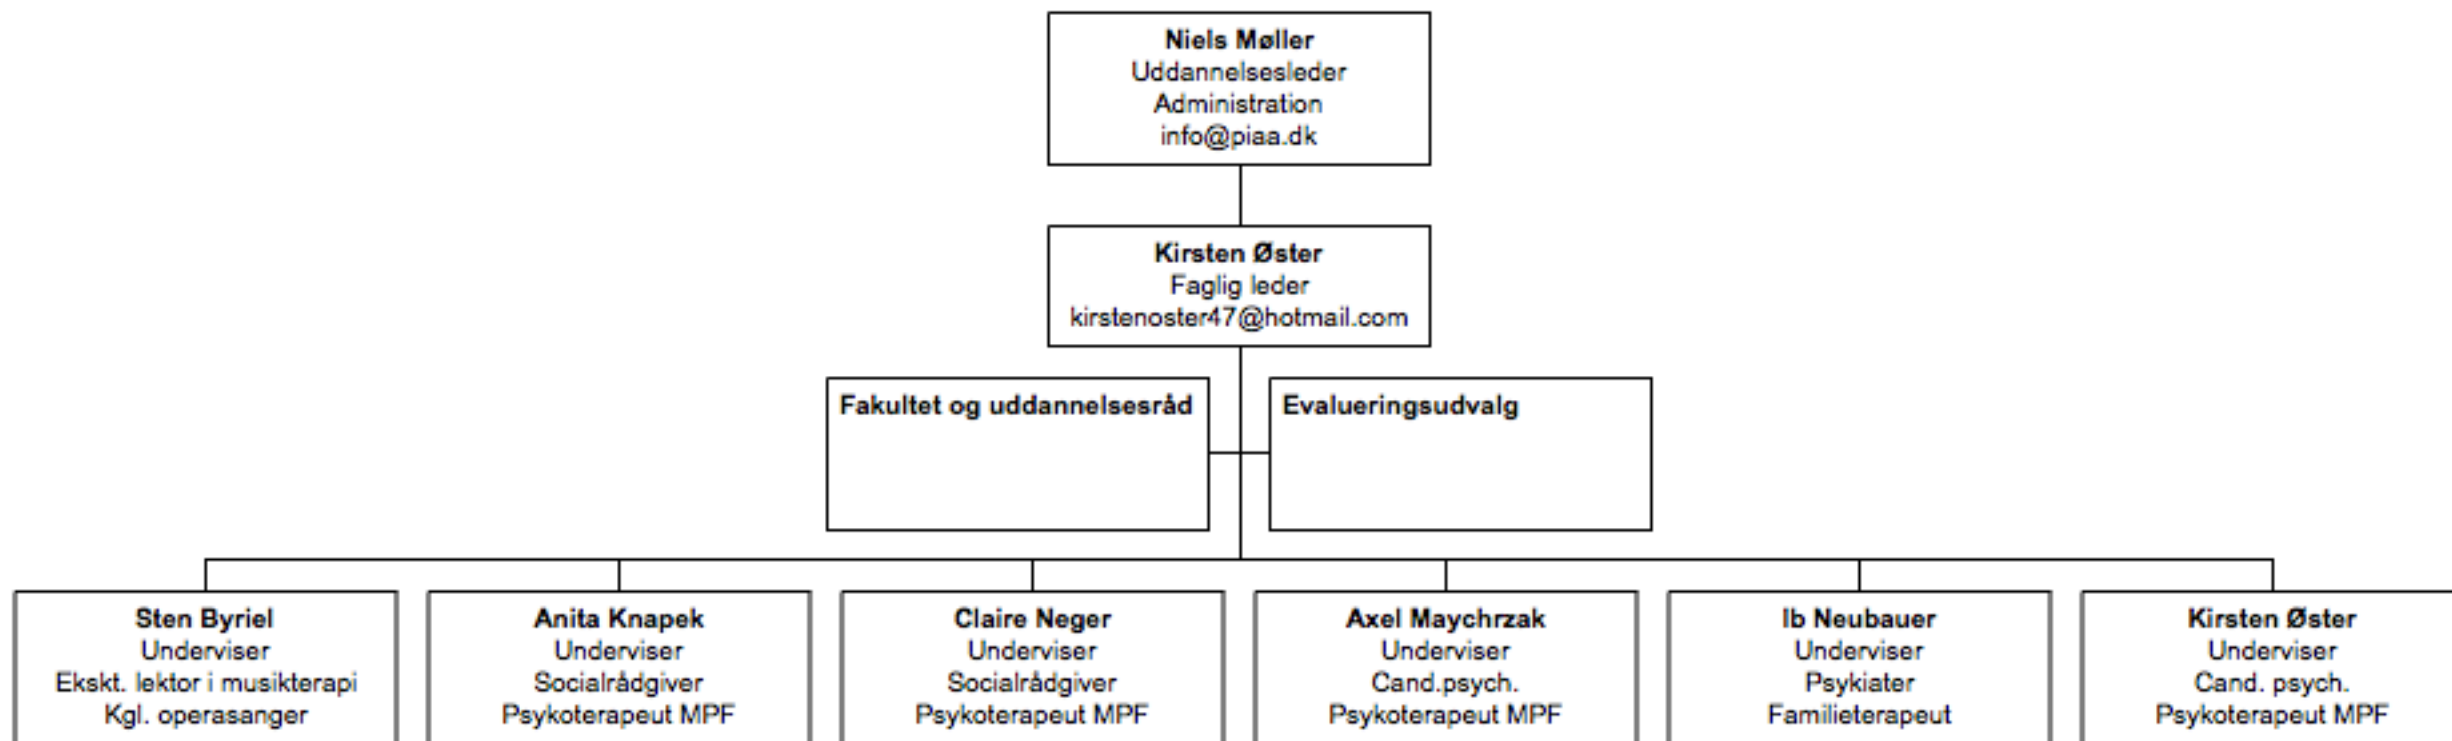 Niels Møller
Uddannelsesleder
Administration
info@piaa.dk
Kirsten Øster
Faglig leder
kirstenoster47@hotmail.com
Fakultet og uddannelsesråd
Evalueringsudvalg
Sten Byriel
Underviser
Ekskt. lektor i musikterapi
Kgl. operasanger
Anita Knapek
Underviser
Socialrådgiver
Psykoterapeut MPF
Claire Neger
Underviser
Socialrådgiver
Psykoterapeut MPF
Axel Maychrzak
Underviser
Cand.psych.
Psykoterapeut MPF
Ib Neubauer
Underviser
Psykiater
Familieterapeut
Kirsten Øster
Underviser
Cand. psych.
Psykoterapeut MPF